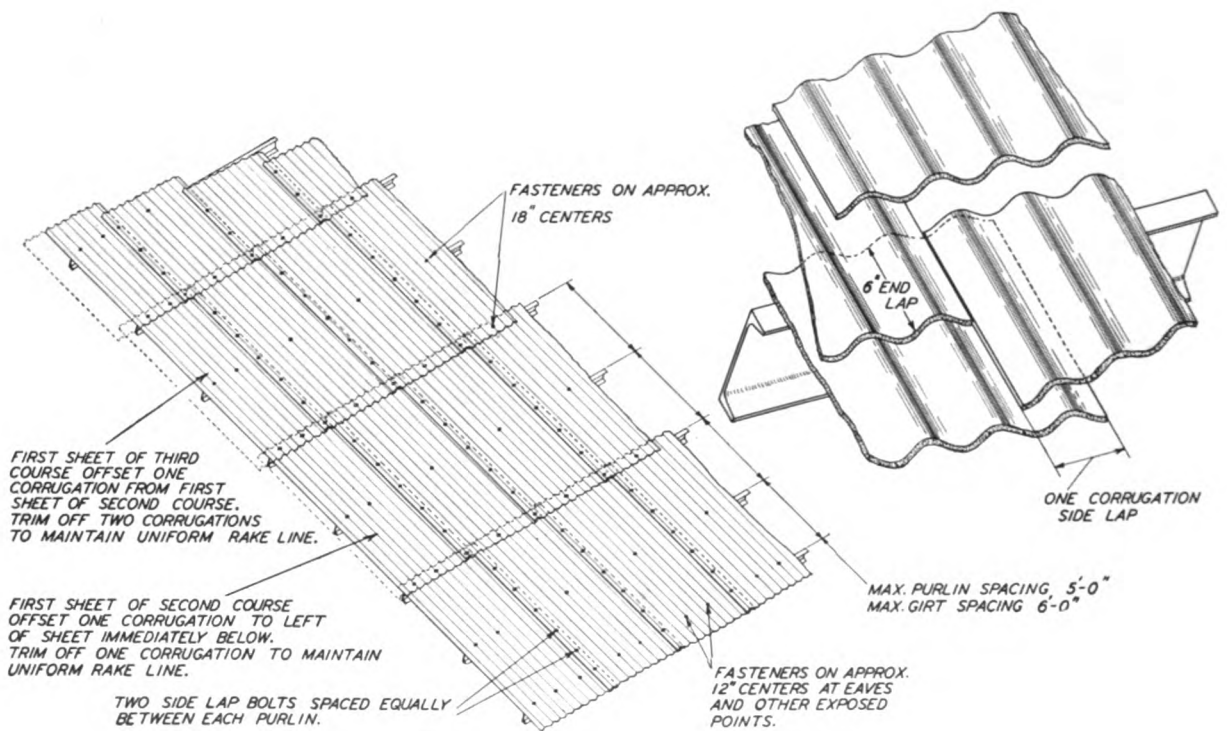 FASTENERS ON APPROX.
18" CENTERS
6" END
LAP
FIRST SHEET OF THIRD
COURSE OFFSET ONE
CORRUGATION FROM FIRST
SHEET OF SECOND COURSE.
TRIM OFF TWO CORRUGATIONS
TO MAINTAIN UNIFORM RAKE LINE.
ONE CORRUGATION
SIDE LAP
MAX. PURLIN SPACING, 5'-0"
MAX. GIRT SPACING 6'-0"
FIRST SHEET OF SECOND COURSE
OFFSET ONE CORRUGATION TO LEFT
OF SHEET IMMEDIATELY BELOW.
TRIM OFF ONE CORRUGATION TO MAINTAIN
UNIFORM RAKE LINE.
TWO SIDE LAP BOLTS SPACED EQUALLY
BETWEEN EACH PURLIN.
FASTENERS ON APPROX.
12" CENTERS AT EAVES
AND OTHER EXPOSED
POINTS.